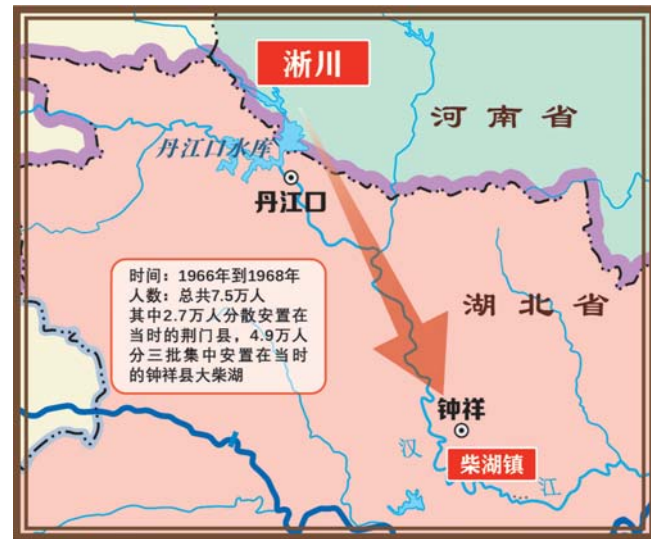 淅川
河南省
丹江口水库
丹江口
时间：1966年到1968年
人数：总共7.5万人
其中2.7万人分散安置在
当时的荆门县，4.9万人
分三批集中安置在当时
的钟祥县大柴湖
湖北省
钟祥
汉江
柴湖镇